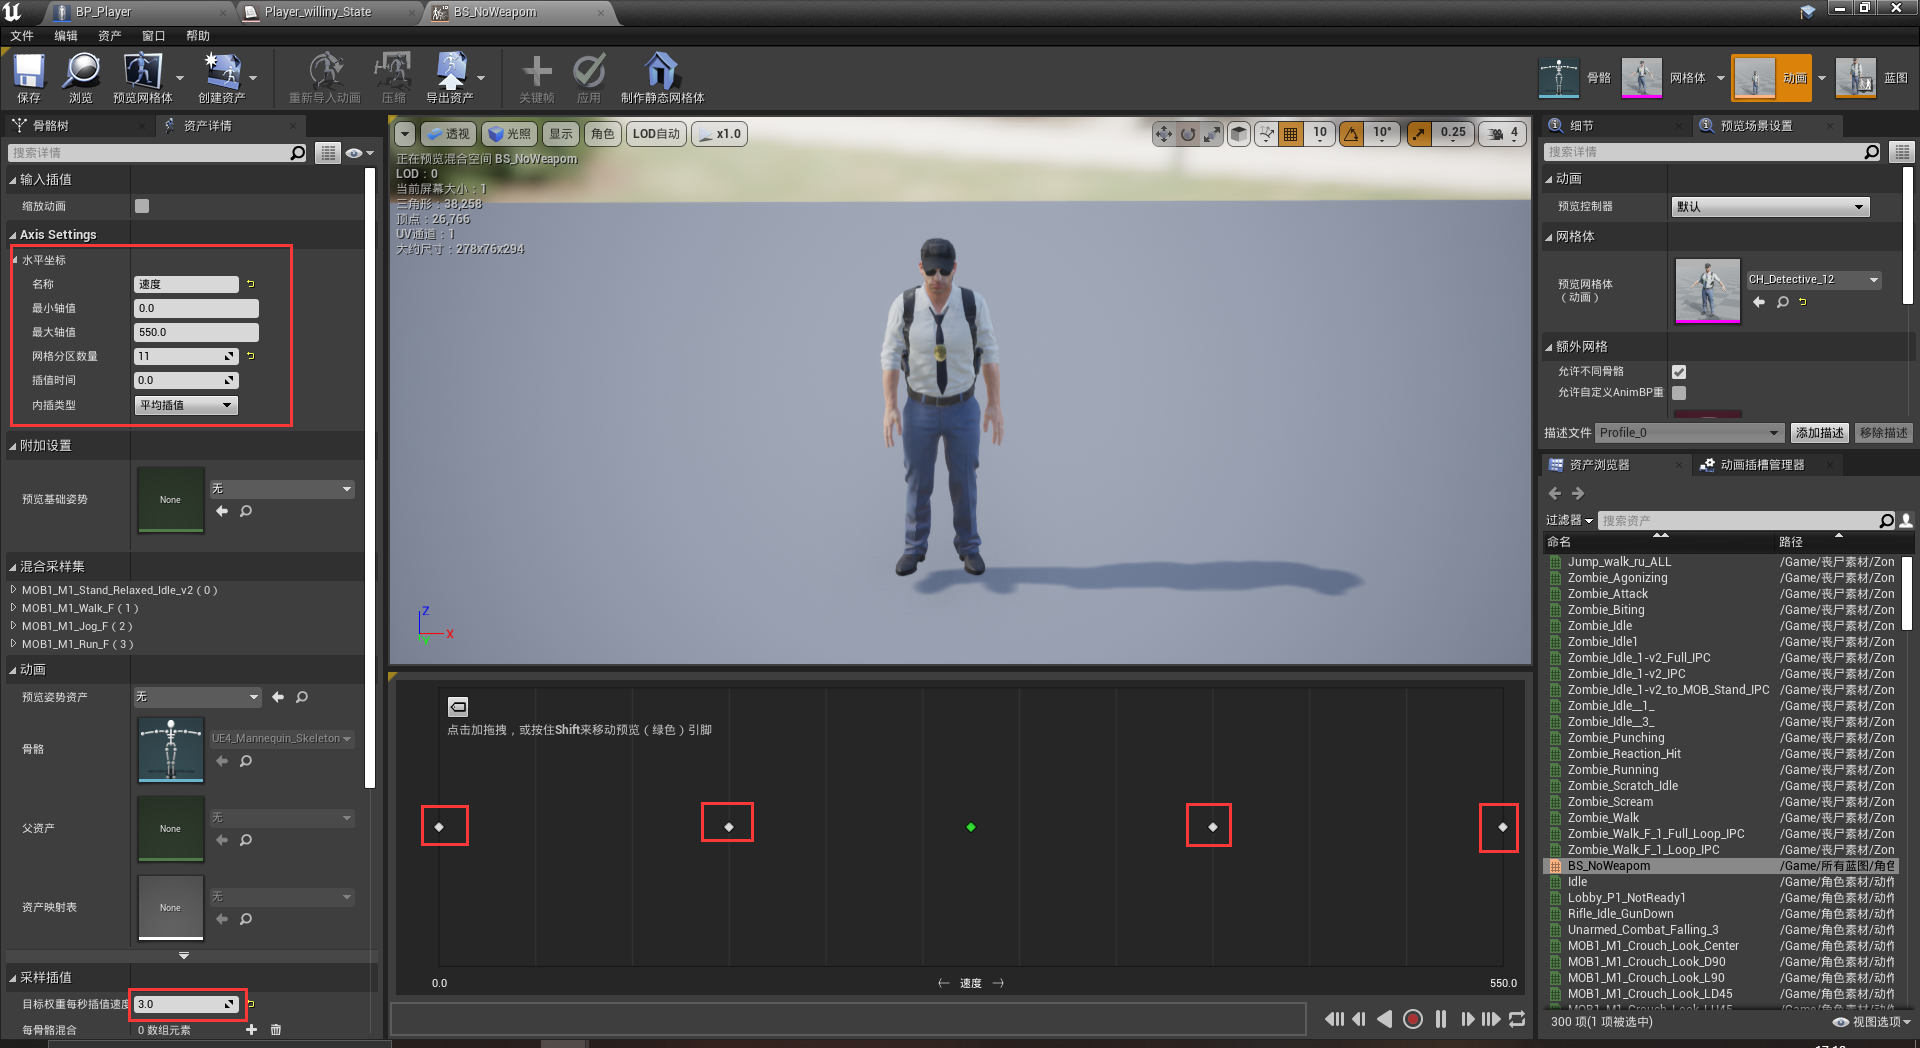 BP_Player
Player_williny_State
BS_NoWeapom
文件 编辑 资产 窗口 帮助
保存
浏览
预览网格体
创建资产
重新导入动画
压缩
导出资产
关键帧
应用
制作静态网格体
骨骼
网格体
动画
蓝图
骨骼树
资产详情
搜索详情
输入插值
缩放动画
Axis Settings
水平坐标
名称 速度
最小轴值 0.0
最大轴值 550.0
网格分区数量 11
插值时间 0.0
内插类型 平均插值
附加设置
预览基础姿势 None 无
混合采样集
MOB1_M1_Stand_Relaxed_Idle_v2 ( 0 )
MOB1_M1_Walk_F ( 1 )
MOB1_M1_Jog_F ( 2 )
MOB1_M1_Run_F ( 3 )
动画
预览姿势资产 无
骨骼 UE4_Mannequin_Skeleton
父资产 None 无
资产映射表 None 无
采样插值
目标权重每秒插值速度 3.0
每骨骼混合 0 数组元素
透视 光照 显示 角色 LOD自动 x1.0
10 10° 0.25 4
正在预览混合空间 BS_NoWeapom
LOD：0
当前屏幕大小：1
三角形：38,258
顶点：26,766
UV通道：1
大约尺寸：278x76x294
Z
X
Y
点击加拖拽，或按住Shift来移动预览（绿色）引脚
0.0 速度 550.0
细节
预览场景设置
搜索详情
动画
预览控制器 默认
网格体
预览网格体
（动画）
CH_Detective_12
额外网格
允许不同骨骼
允许自定义AnimBP重
描述文件 Profile_0 添加描述 移除描述
资产浏览器
动画插槽管理器
过滤器 搜索资产
命名 路径
Jump_walk_ru_ALL /Game/丧尸素材/Zon
Zombie_Agonizing /Game/丧尸素材/Zon
Zombie_Attack /Game/丧尸素材/Zon
Zombie_Biting /Game/丧尸素材/Zon
Zombie_Idle /Game/丧尸素材/Zon
Zombie_Idle1 /Game/丧尸素材/Zon
Zombie_Idle_1-v2_Full_IPC /Game/丧尸素材/Zon
Zombie_Idle_1-v2_IPC /Game/丧尸素材/Zon
Zombie_Idle_1-v2_to_MOB_Stand_IPC /Game/丧尸素材/Zon
Zombie_Idle__1_ /Game/丧尸素材/Zon
Zombie_Idle__3_ /Game/丧尸素材/Zon
Zombie_Punching /Game/丧尸素材/Zon
Zombie_Reaction_Hit /Game/丧尸素材/Zon
Zombie_Running /Game/丧尸素材/Zon
Zombie_Scratch_Idle /Game/丧尸素材/Zon
Zombie_Scream /Game/丧尸素材/Zon
Zombie_Walk /Game/丧尸素材/Zon
Zombie_Walk_F_1_Full_Loop_IPC /Game/丧尸素材/Zon
Zombie_Walk_F_1_Loop_IPC /Game/丧尸素材/Zon
BS_NoWeapom /Game/所有蓝图/角色
Idle /Game/角色素材/动作
Lobby_P1_NotReady1 /Game/角色素材/动作
Rifle_Idle_GunDown /Game/角色素材/动作
Unarmed_Combat_Falling_3 /Game/角色素材/动作
MOB1_M1_Crouch_Look_Center /Game/角色素材/动作
MOB1_M1_Crouch_Look_D90 /Game/角色素材/动作
MOB1_M1_Crouch_Look_L90 /Game/角色素材/动作
MOB1_M1_Crouch_Look_LD45 /Game/角色素材/动作
300 项(1 项被选中) 视图选项